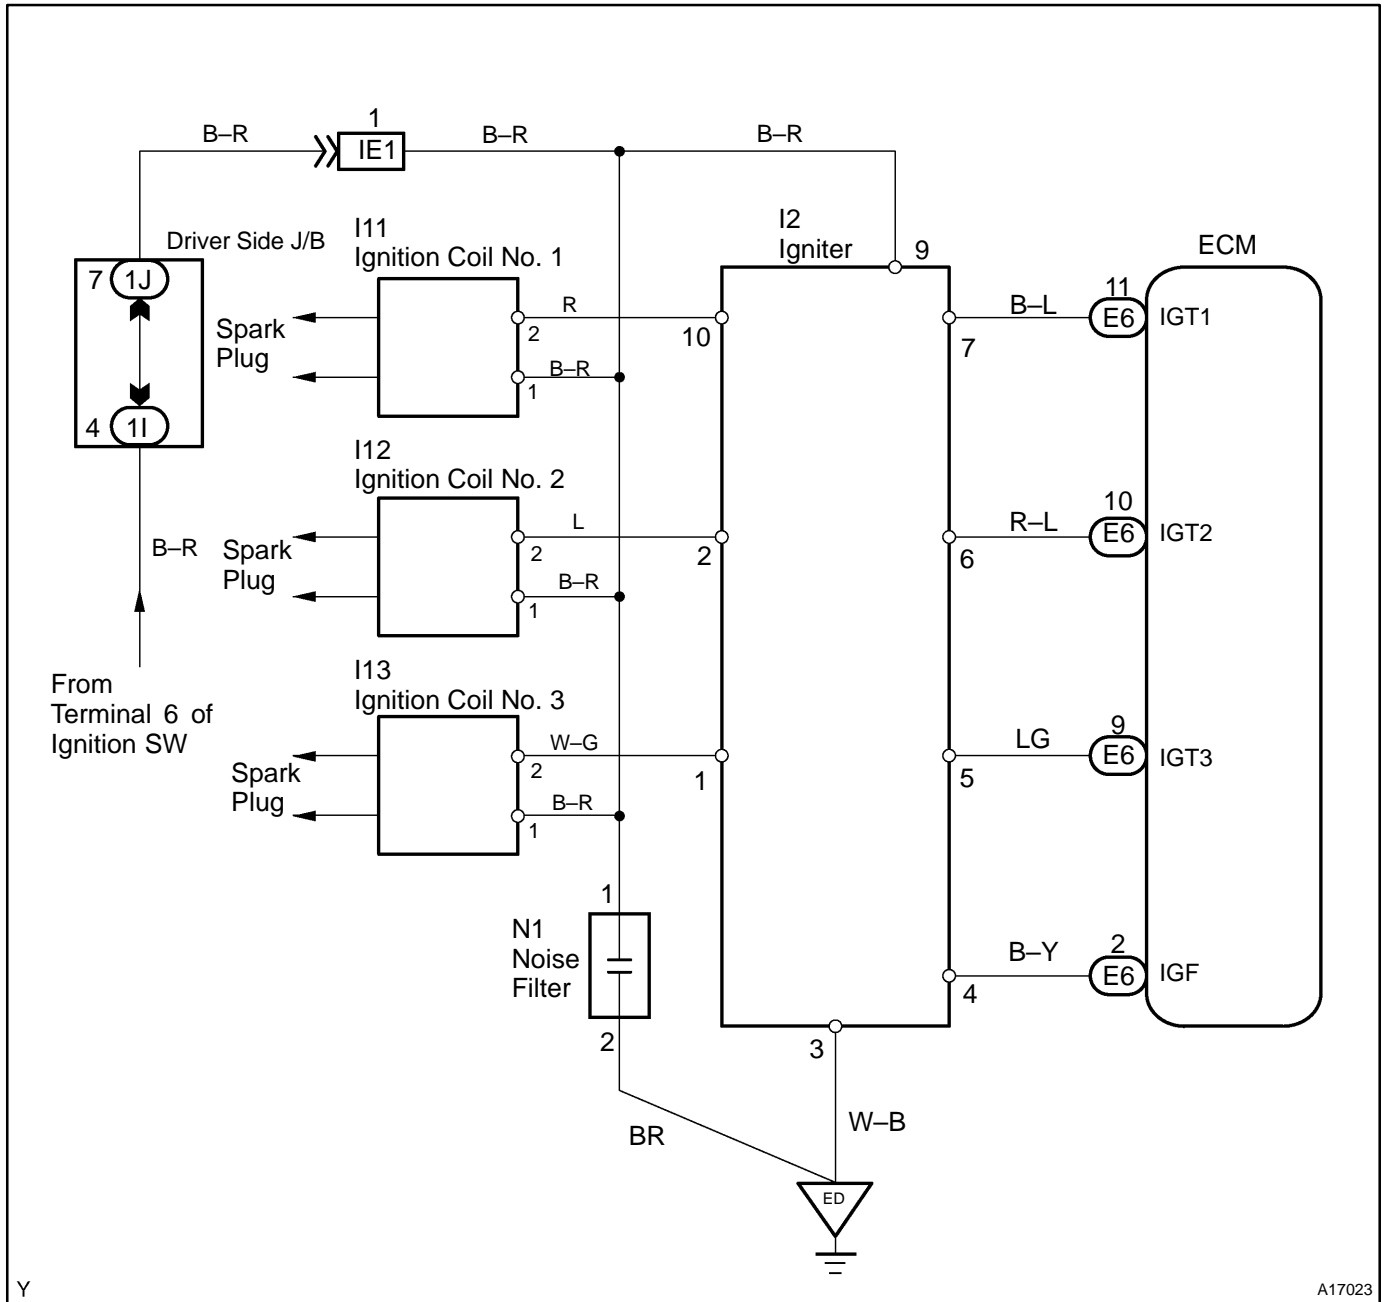 1
B–R
IE1
B–R
B–R
Driver Side J/B
7
1J
4
1I
B–R
From
Terminal 6 of
Ignition SW
I11
Ignition Coil No. 1
Spark
Plug
R
2
B–R
1
I12
Ignition Coil No. 2
Spark
Plug
L
2
B–R
1
I13
Ignition Coil No. 3
Spark
Plug
W–G
2
B–R
1
1
N1
Noise
Filter
2
BR
I2
Igniter
9
10
2
1
7
6
5
4
3
W–B
ED
ECM
B–L
11
E6
IGT1
R–L
10
E6
IGT2
LG
9
E6
IGT3
B–Y
2
E6
IGF
Y
A17023